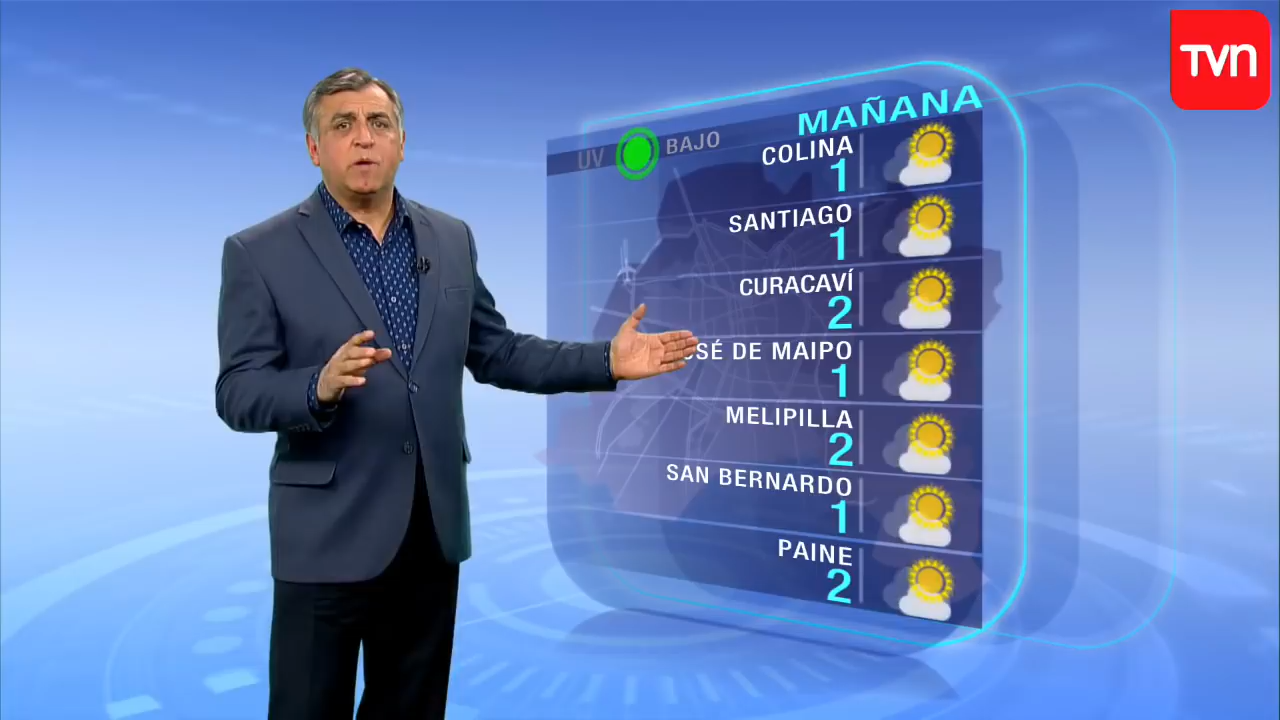 TVN
MAÑANA
UV BAJO
COLINA
1
SANTIAGO
1
CURACAVÍ
2
DE MAIPO
1
MELIPILLA
2
SAN BERNARDO
1
PAINE
2